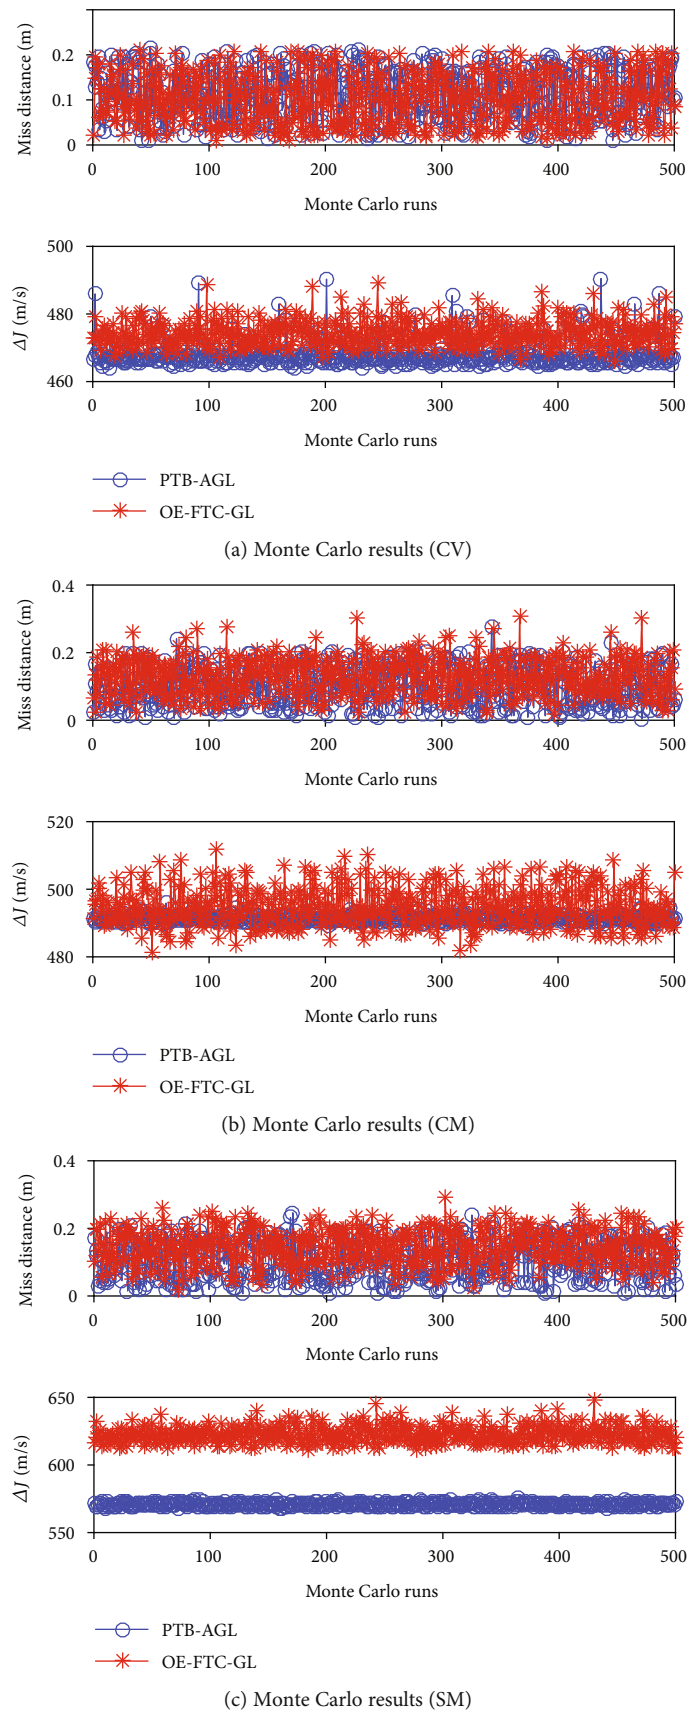 Miss distance (m)
0.2
0.1
0
0 100 200 300 400 500
Monte Carlo runs
ΔJ (m/s)
500
480
460
0 100 200 300 400 500
Monte Carlo runs
PTB-AGL
OE-FTC-GL
(a) Monte Carlo results (CV)
Miss distance (m)
0.4
0.2
0
0 100 200 300 400 500
Monte Carlo runs
ΔJ (m/s)
520
500
480
0 100 200 300 400 500
Monte Carlo runs
PTB-AGL
OE-FTC-GL
(b) Monte Carlo results (CM)
Miss distance (m)
0.4
0.2
0
0 100 200 300 400 500
Monte Carlo runs
ΔJ (m/s)
650
600
550
0 100 200 300 400 500
Monte Carlo runs
PTB-AGL
OE-FTC-GL
(c) Monte Carlo results (SM)